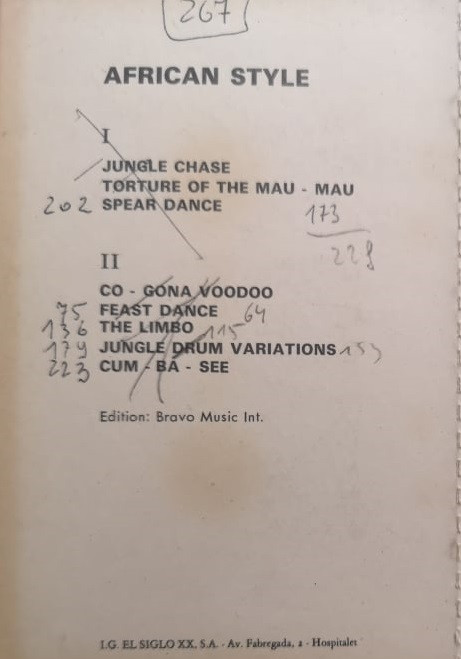 267
AFRICAN STYLE
I
JUNGLE CHASE
TORTURE OF THE MAU - MAU
202 SPEAR DANCE 173
229
II
CO - GONA VOODOO
75 FEAST DANCE 64
136 THE LIMBO 115
179 JUNGLE DRUM VARIATIONS 153
223 CUM - BA - SEE
Edition: Bravo Music Int.
I.G. EL SIGLO XX, S.A. - Av. Fabregada, 2 - Hospitalet